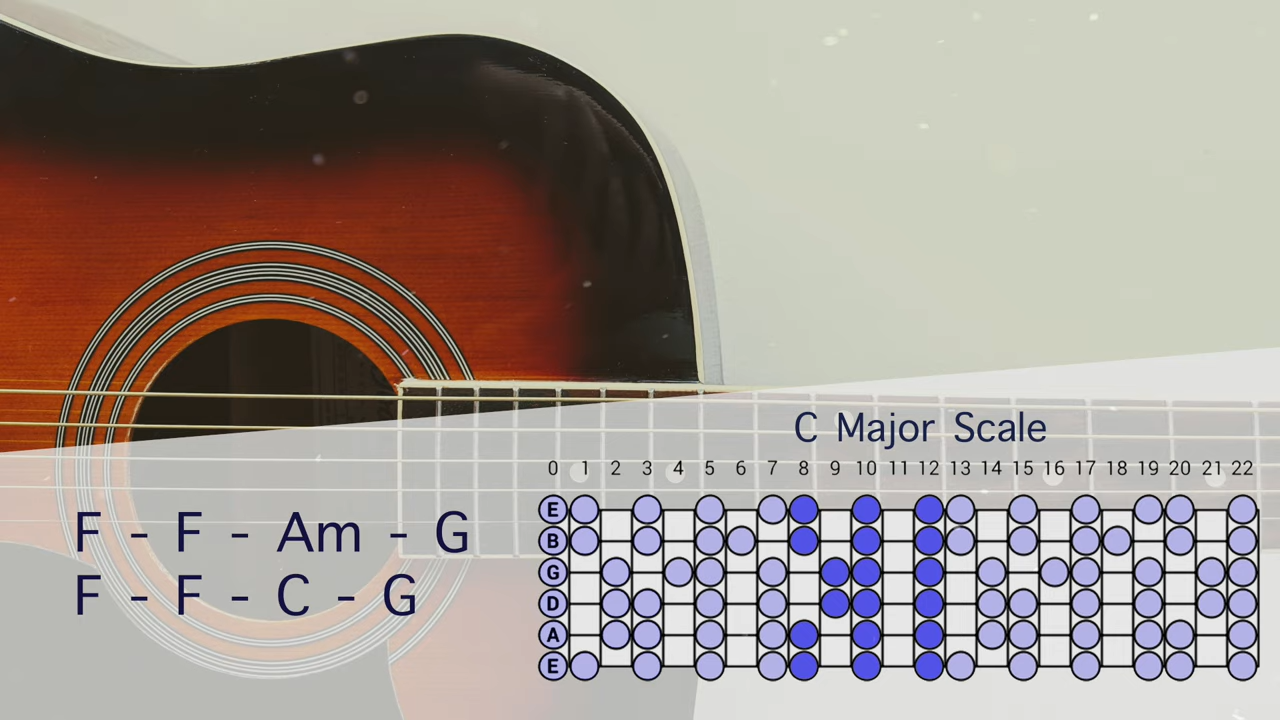 C Major Scale
0 1 2 3 4 5 6 7 8 9 10 11 12 13 14 15 16 17 18 19 20 21 22
E
B
G
D
A
E
F - F - Am - G
F - F - C - G